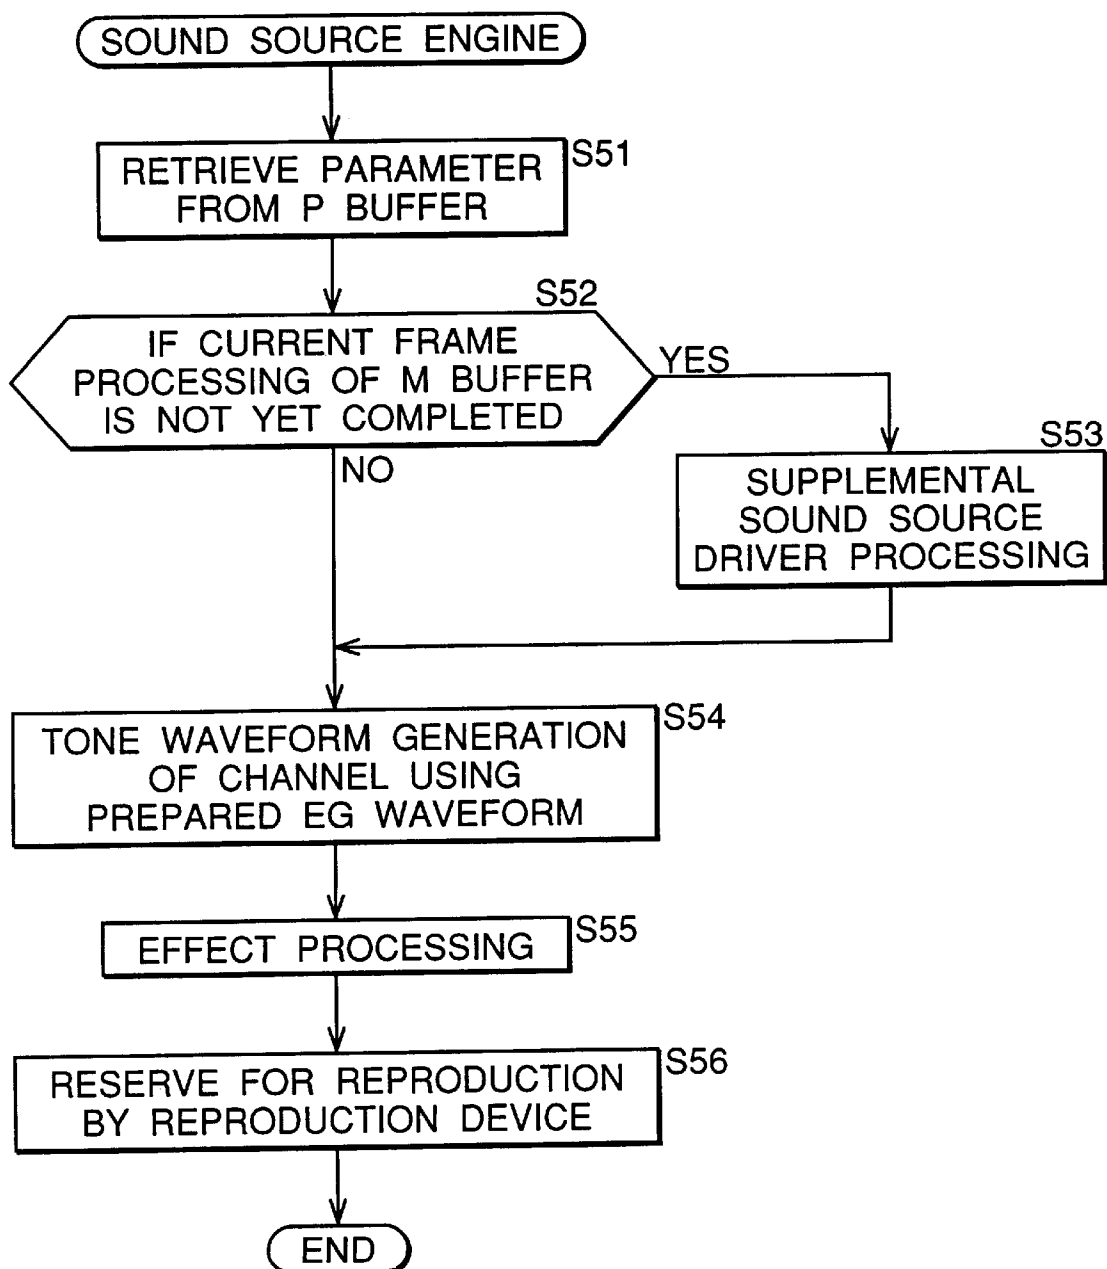 SOUND SOURCE ENGINE
S51
RETRIEVE PARAMETER
FROM P BUFFER
S52
IF CURRENT FRAME
PROCESSING OF M BUFFER
IS NOT YET COMPLETED
YES
NO
S53
SUPPLEMENTAL
SOUND SOURCE
DRIVER PROCESSING
S54
TONE WAVEFORM GENERATION
OF CHANNEL USING
PREPARED EG WAVEFORM
S55
EFFECT PROCESSING
S56
RESERVE FOR REPRODUCTION
BY REPRODUCTION DEVICE
END